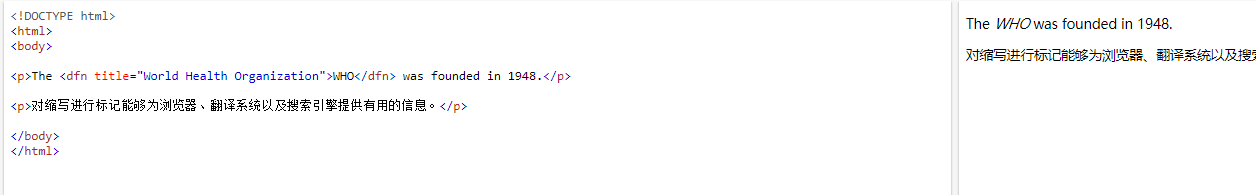 <!DOCTYPE html>
<html>
<body>
<p>The <dfn title="World Health Organization">WHO</dfn> was founded in 1948.</p>
<p>对缩写进行标记能够为浏览器、翻译系统以及搜索引擎提供有用的信息。</p>
</body>
</html>
The WHO was founded in 1948.
对缩写进行标记能够为浏览器、翻译系统以及搜